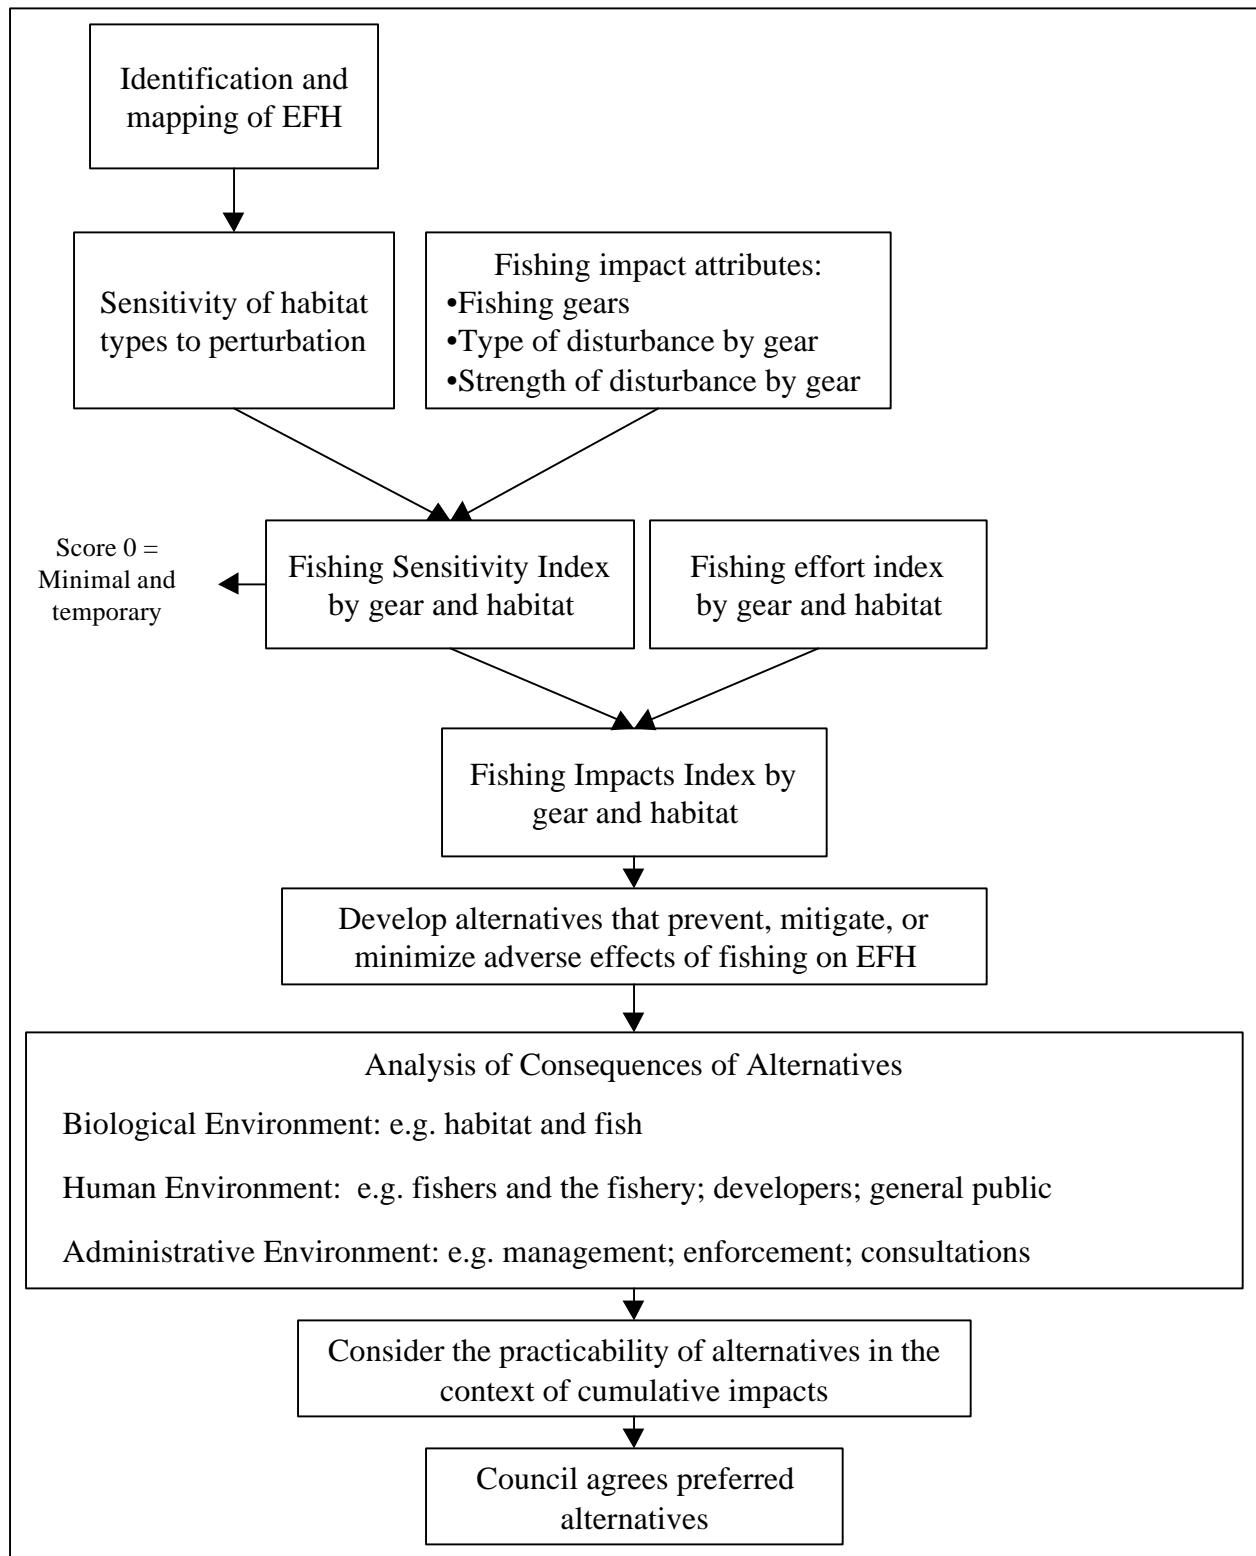 Identification and
mapping of EFH
Sensitivity of habitat
types to perturbation
Fishing impact attributes:
•Fishing gears
•Type of disturbance by gear
•Strength of disturbance by gear
Score 0 =
Minimal and
temporary
Fishing Sensitivity Index
by gear and habitat
Fishing effort index
by gear and habitat
Fishing Impacts Index by
gear and habitat
Develop alternatives that prevent, mitigate, or
minimize adverse effects of fishing on EFH
Analysis of Consequences of Alternatives
Biological Environment: e.g. habitat and fish
Human Environment:  e.g. fishers and the fishery; developers; general public
Administrative Environment: e.g. management; enforcement; consultations
Consider the practicability of alternatives in the
context of cumulative impacts
Council agrees preferred
alternatives